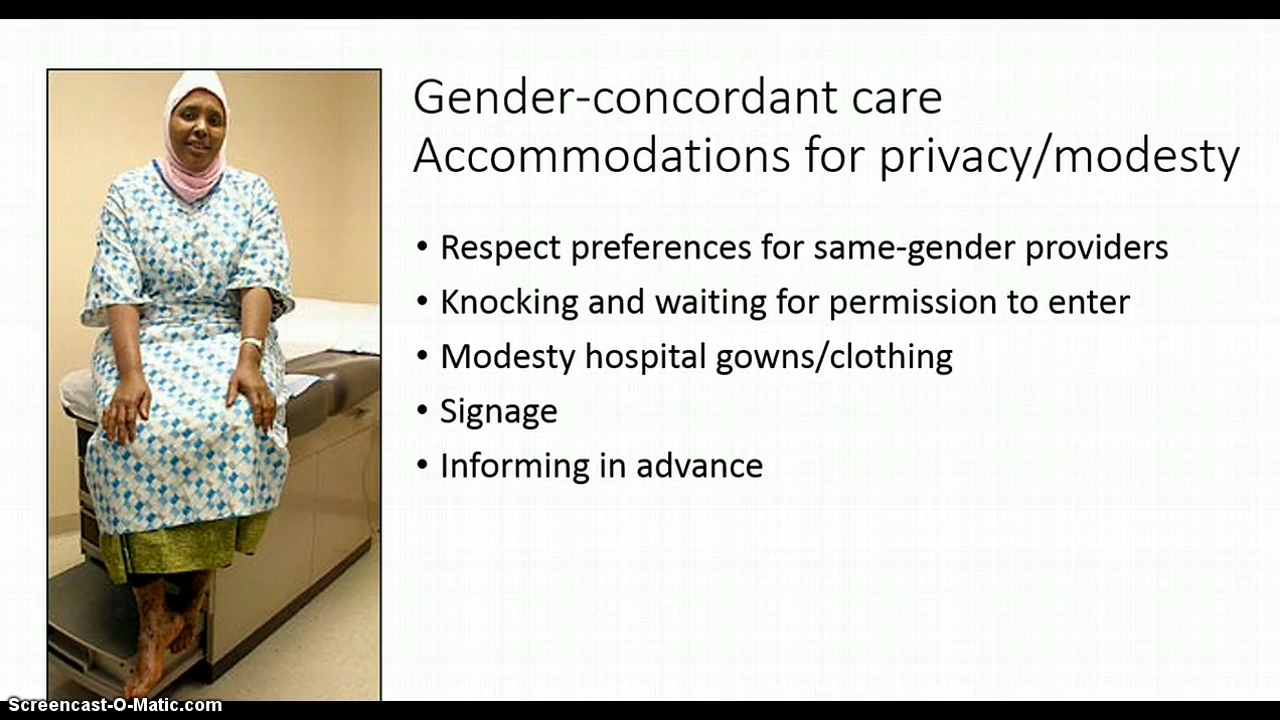 Gender-concordant care
Accommodations for privacy/modesty
• Respect preferences for same-gender providers
• Knocking and waiting for permission to enter
• Modesty hospital gowns/clothing
• Signage
• Informing in advance
Screencast-O-Matic.com